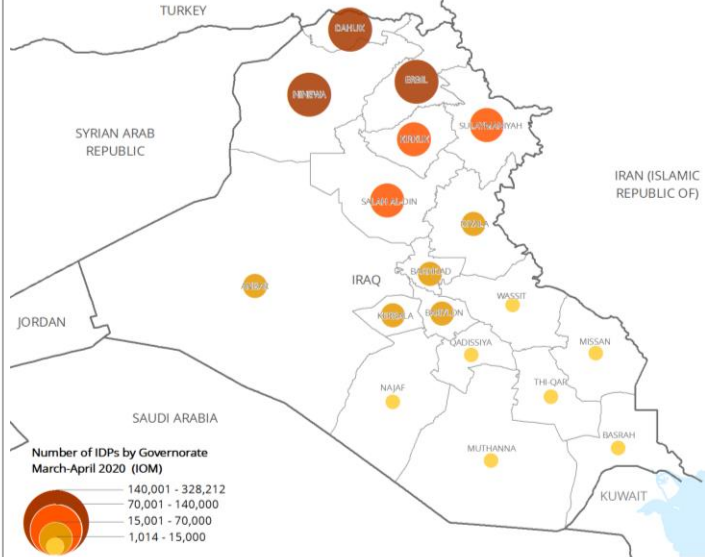 TURKEY
DAHUK
ERBIL
NINEWA
SULAYMANIYAH
KIRKUK
SYRIAN ARAB
REPUBLIC
IRAN (ISLAMIC
REPUBLIC OF)
SALAH AL-DIN
DIYALA
BAGHDAD
ANBAR
IRAQ
WASSIT
KERBALA
BABYLON
JORDAN
QADISSIYA
MISSAN
THI-QAR
NAJAF
SAUDI ARABIA
BASRAH
MUTHANNA
KUWAIT
Number of IDPs by Governorate
March-April 2020 (IOM)
140,001 - 328,212
70,001 - 140,000
15,001 - 70,000
1,014 - 15,000